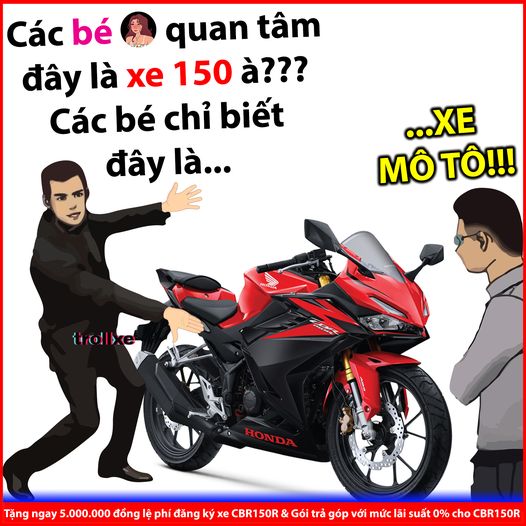 Các bé quan tâm
đây là xe 150 à???
Các bé chỉ biết
đây là...
...XE
MÔ TÔ!!!
trollxe
HONDA
HONDA
Tặng ngay 5.000.000 đồng lệ phí đăng ký xe CBR150R & Gói trả góp với mức lãi suất 0% cho CBR150R